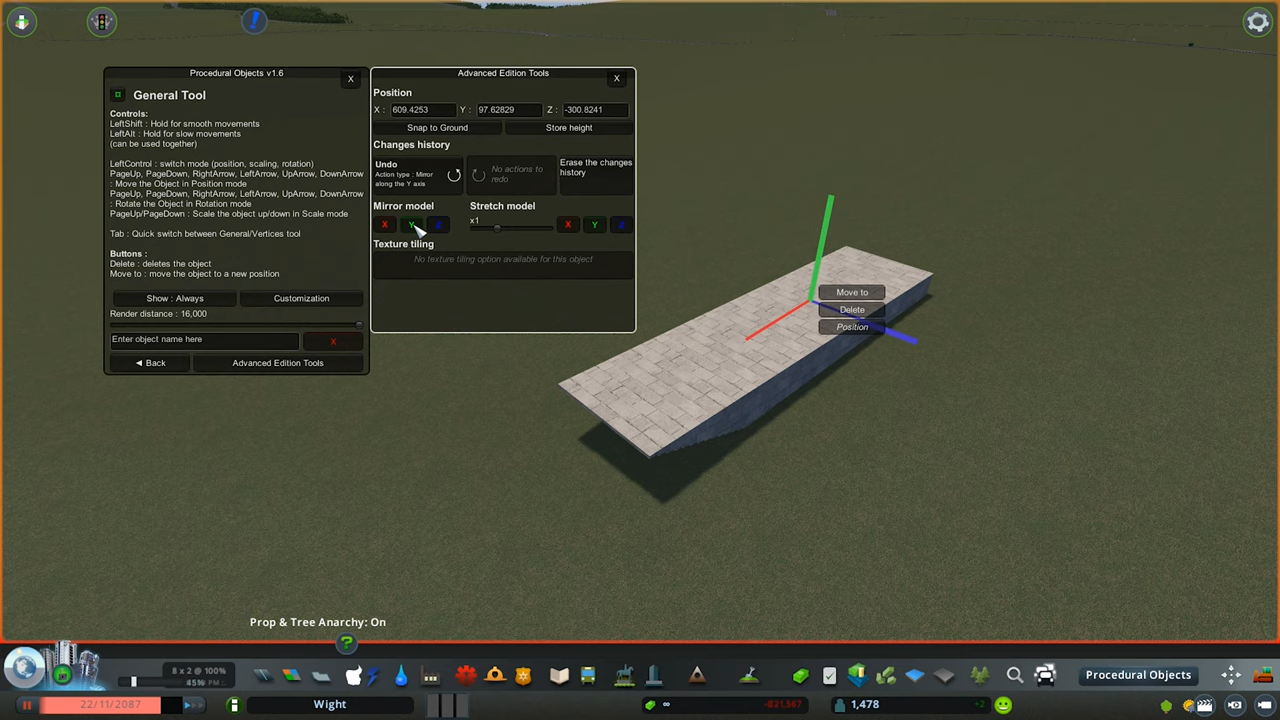 Procedural Objects v1.6
X
General Tool
Controls:
LeftShift : Hold for smooth movements
LeftAlt : Hold for slow movements
(can be used together)
LeftControl : switch mode (position, scaling, rotation)
PageUp, PageDown, RightArrow, LeftArrow, UpArrow, DownArrow
: Move the Object in Position mode
PageUp, PageDown, RightArrow, LeftArrow, UpArrow, DownArrow
: Rotate the Object in Rotation mode
PageUp/PageDown : Scale the object up/down in Scale mode
Tab : Quick switch between General/Vertices tool
Buttons :
Delete : deletes the object
Move to : move the object to a new position
Show : Always
Customization
Render distance : 16,000
Enter object name here
X
◀ Back
Advanced Edition Tools
Advanced Edition Tools
X
Position
X : 609.4253 Y : 97.62829 Z : -300.8241
Snap to Ground
Store height
Changes history
Undo
Action type : Mirror
along the Y axis
No actions to
redo
Erase the changes
history
Mirror model
X Y Z
Stretch model
x1
X Y Z
Texture tiling
No texture tiling option available for this object
Move to
Delete
Position
Prop & Tree Anarchy: On
?
8 x 2 @ 100%
45%
Procedural Objects
22/11/2087
Wight
∞
1,478
+2